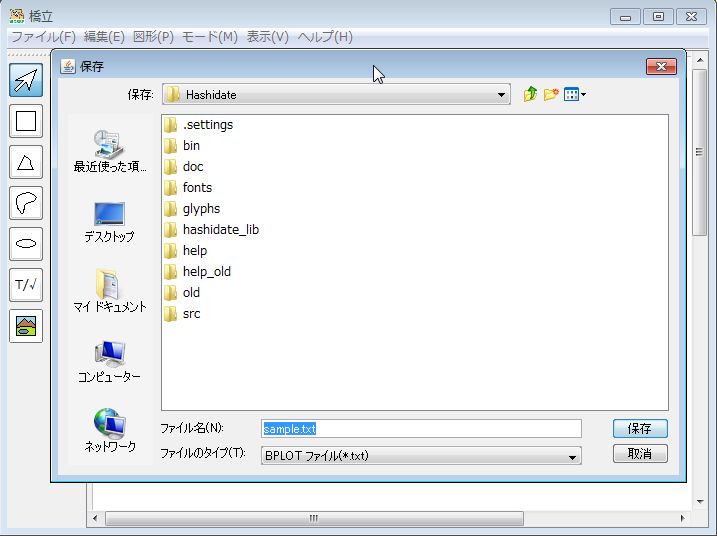 橋立
ファイル(F) 編集(E) 図形(P) モード(M) 表示(V) ヘルプ(H)
保存
保存:
Hashidate
最近使った項...
デスクトップ
マイ ドキュメント
コンピューター
ネットワーク
.settings
bin
doc
fonts
glyphs
hashidate_lib
help
help_old
old
src
T/√
ファイル名(N):
sample.txt
保存
ファイルのタイプ(T):
BPLOT ファイル(*.txt)
取消